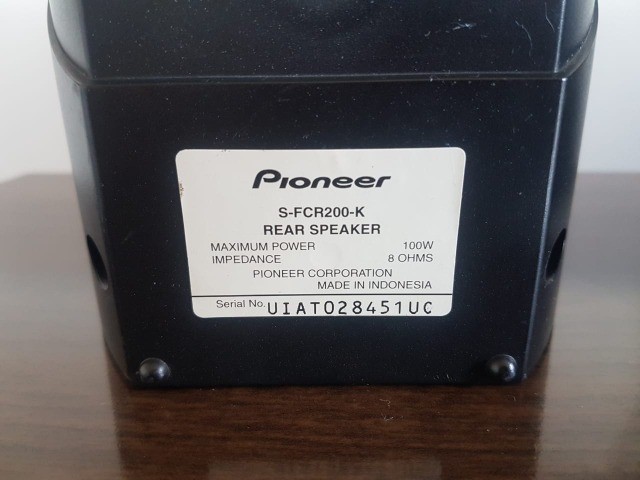 Pioneer
S-FCR200-K
REAR SPEAKER
MAXIMUM POWER 100W
IMPEDANCE 8 OHMS
PIONEER CORPORATION
MADE IN INDONESIA
Serial No. UIAT028451UC